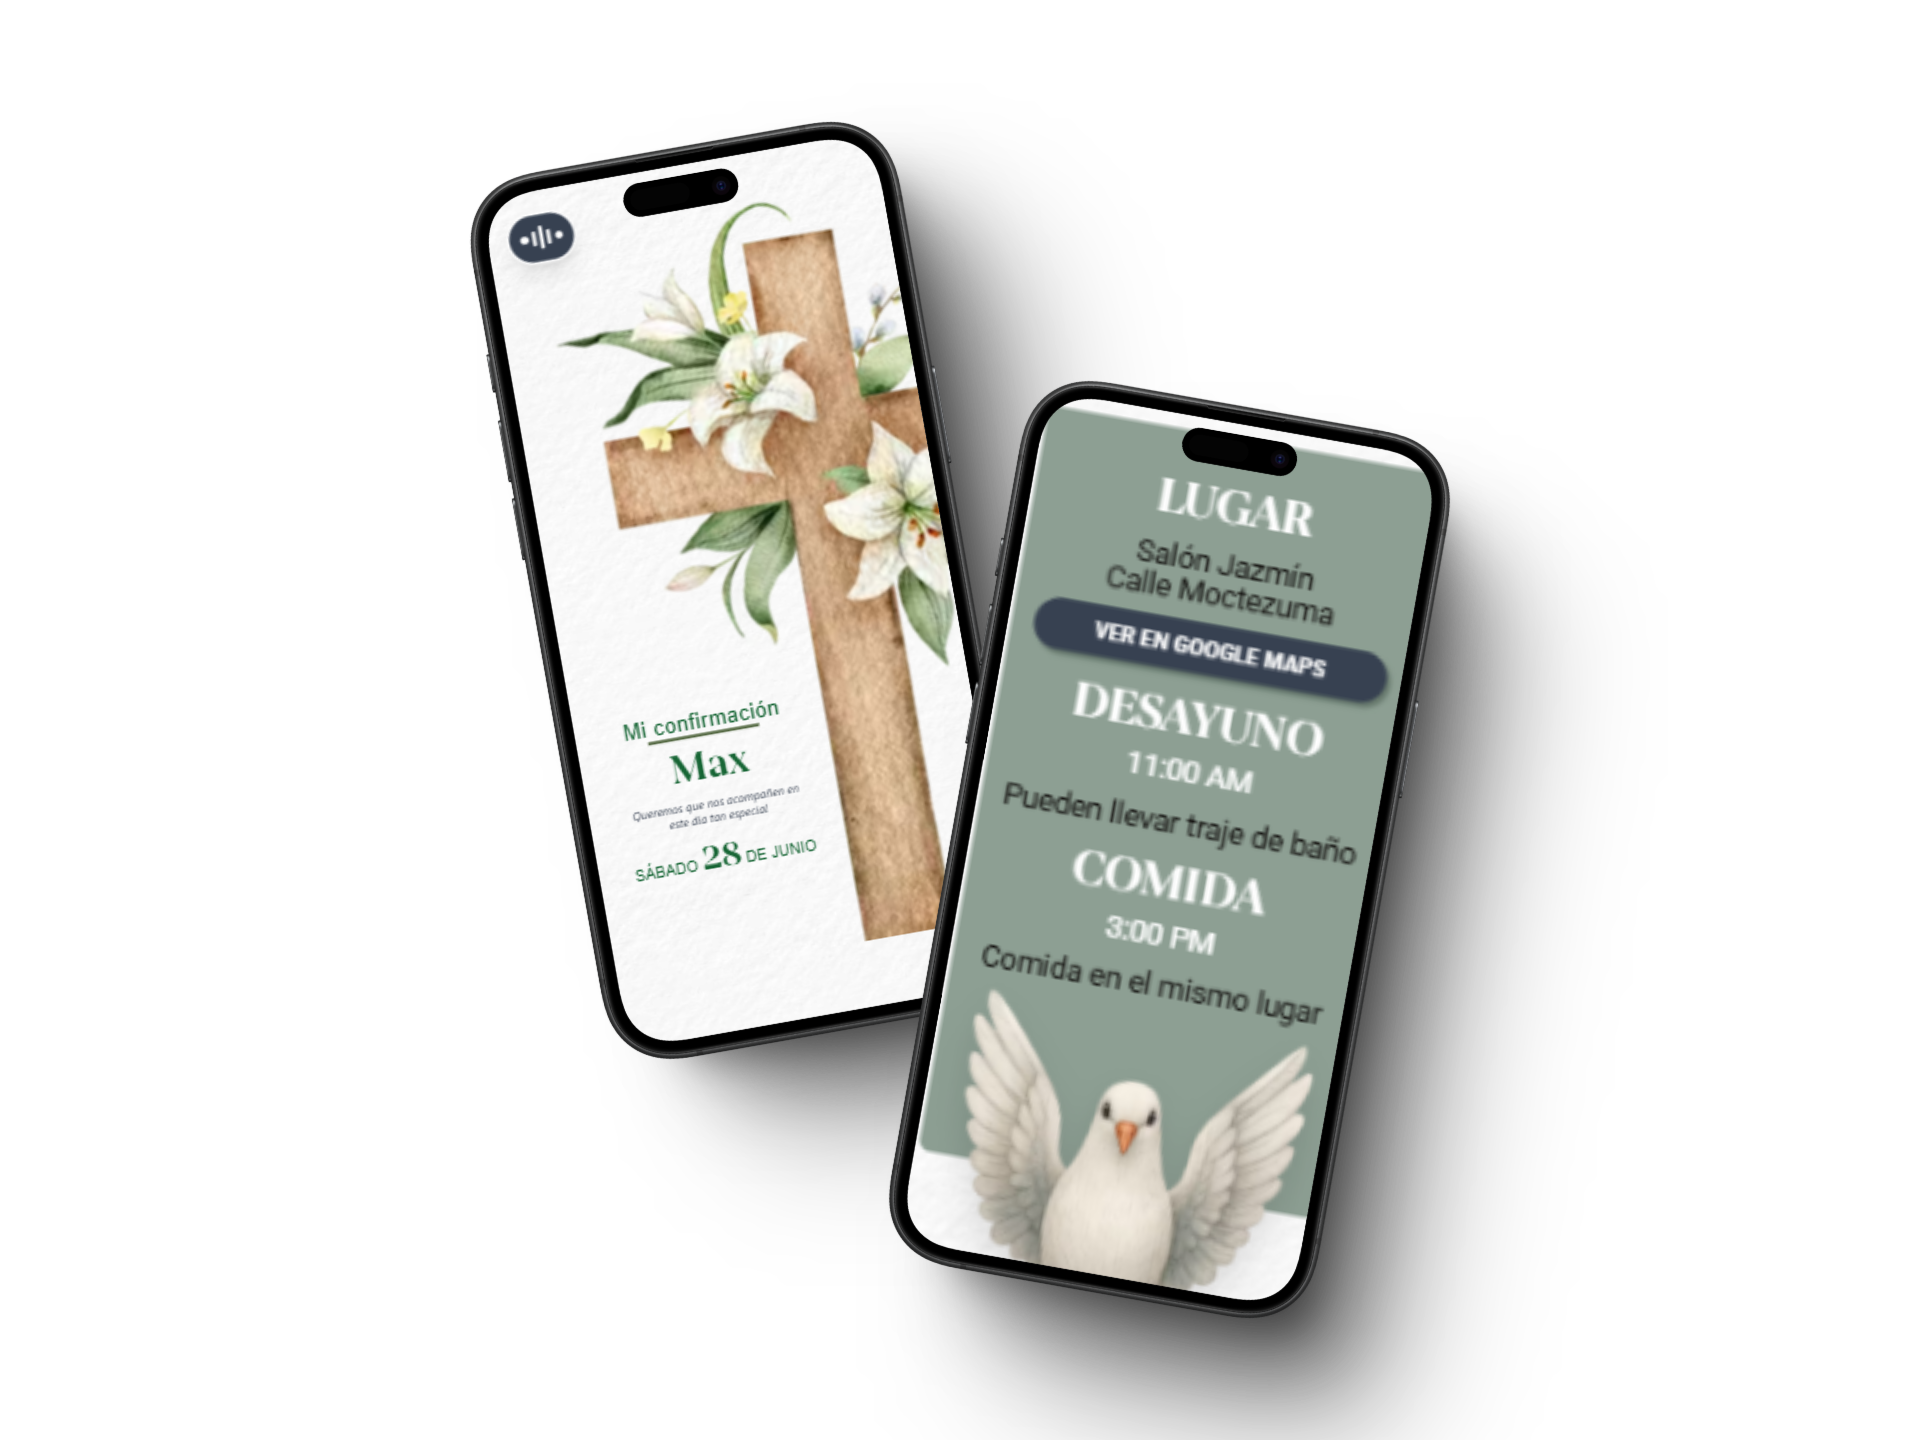 Mi confirmación
Max
Queremos que nos acompañen en
este día tan especial
SÁBADO 28 DE JUNIO
LUGAR
Salón Jazmín
Calle Moctezuma
VER EN GOOGLE MAPS
DESAYUNO
11:00 AM
Pueden llevar traje de baño
COMIDA
3:00 PM
Comida en el mismo lugar